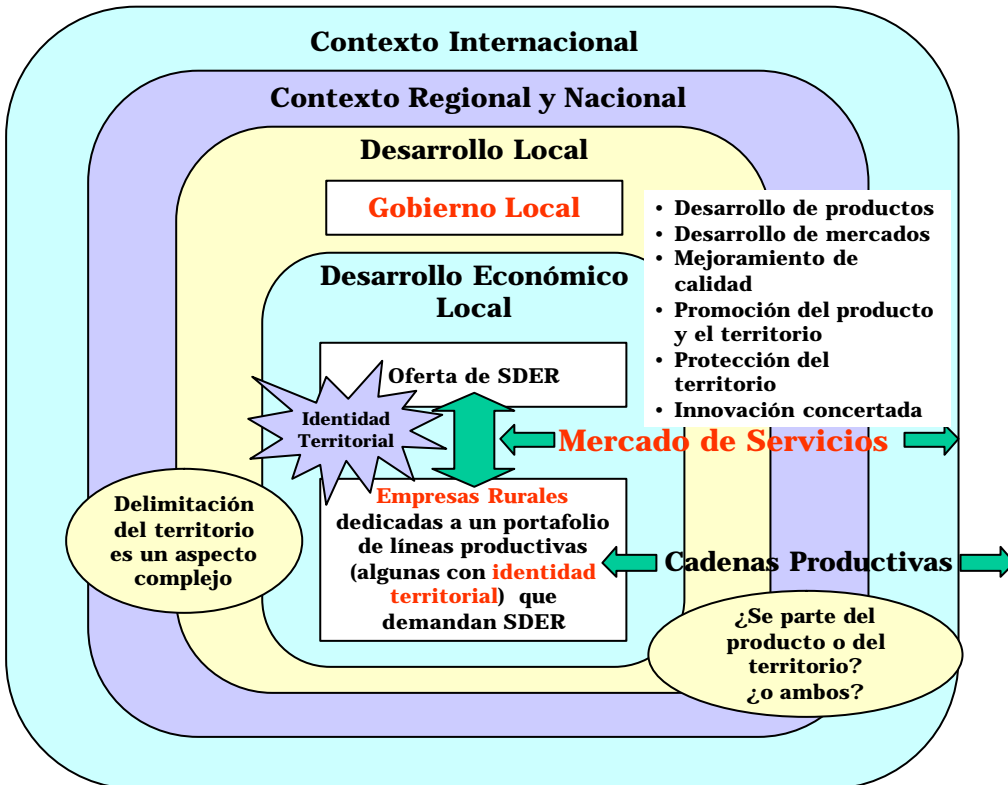 Contexto Internacional
Contexto Regional y Nacional
Desarrollo Local
Gobierno Local
• Desarrollo de productos
• Desarrollo de mercados
• Mejoramiento de
calidad
• Promoción del producto
y el territorio
• Protección del
territorio
• Innovación concertada
Desarrollo Económico
Local
Oferta de SDER
Identidad
Territorial
Mercado de Servicios
Empresas Rurales
dedicadas a un portafolio
de líneas productivas
(algunas con identidad
territorial) que
demandan SDER
Delimitación
del territorio
es un aspecto
complejo
Cadenas Productivas
¿Se parte del
producto o del
territorio?
¿o ambos?